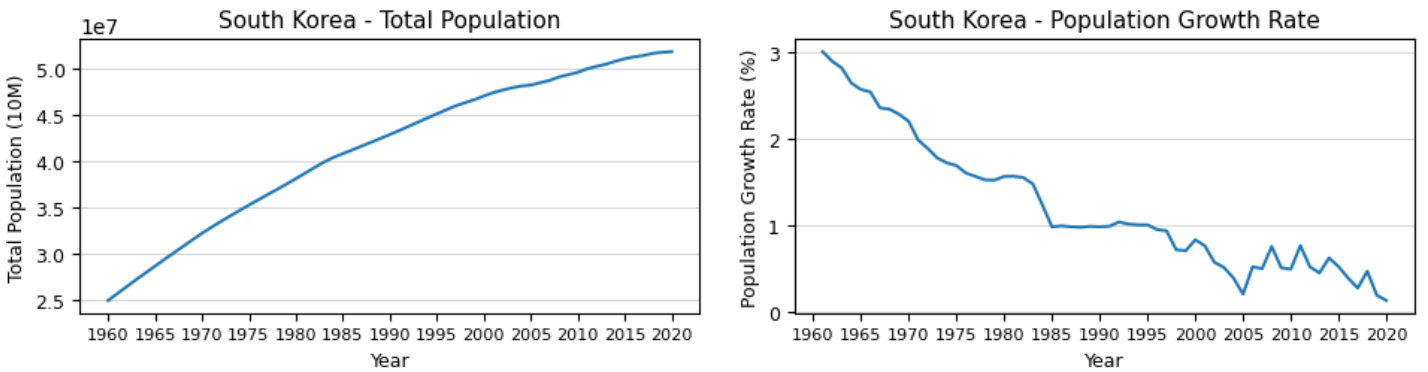 South Korea - Total Population
1e7
Total Population (10M)
5.0
4.5
4.0
3.5
3.0
2.5
1960 1965 1970 1975 1980 1985 1990 1995 2000 2005 2010 2015 2020
Year
South Korea - Population Growth Rate
Population Growth Rate (%)
3
2
1
0
1960 1965 1970 1975 1980 1985 1990 1995 2000 2005 2010 2015 2020
Year